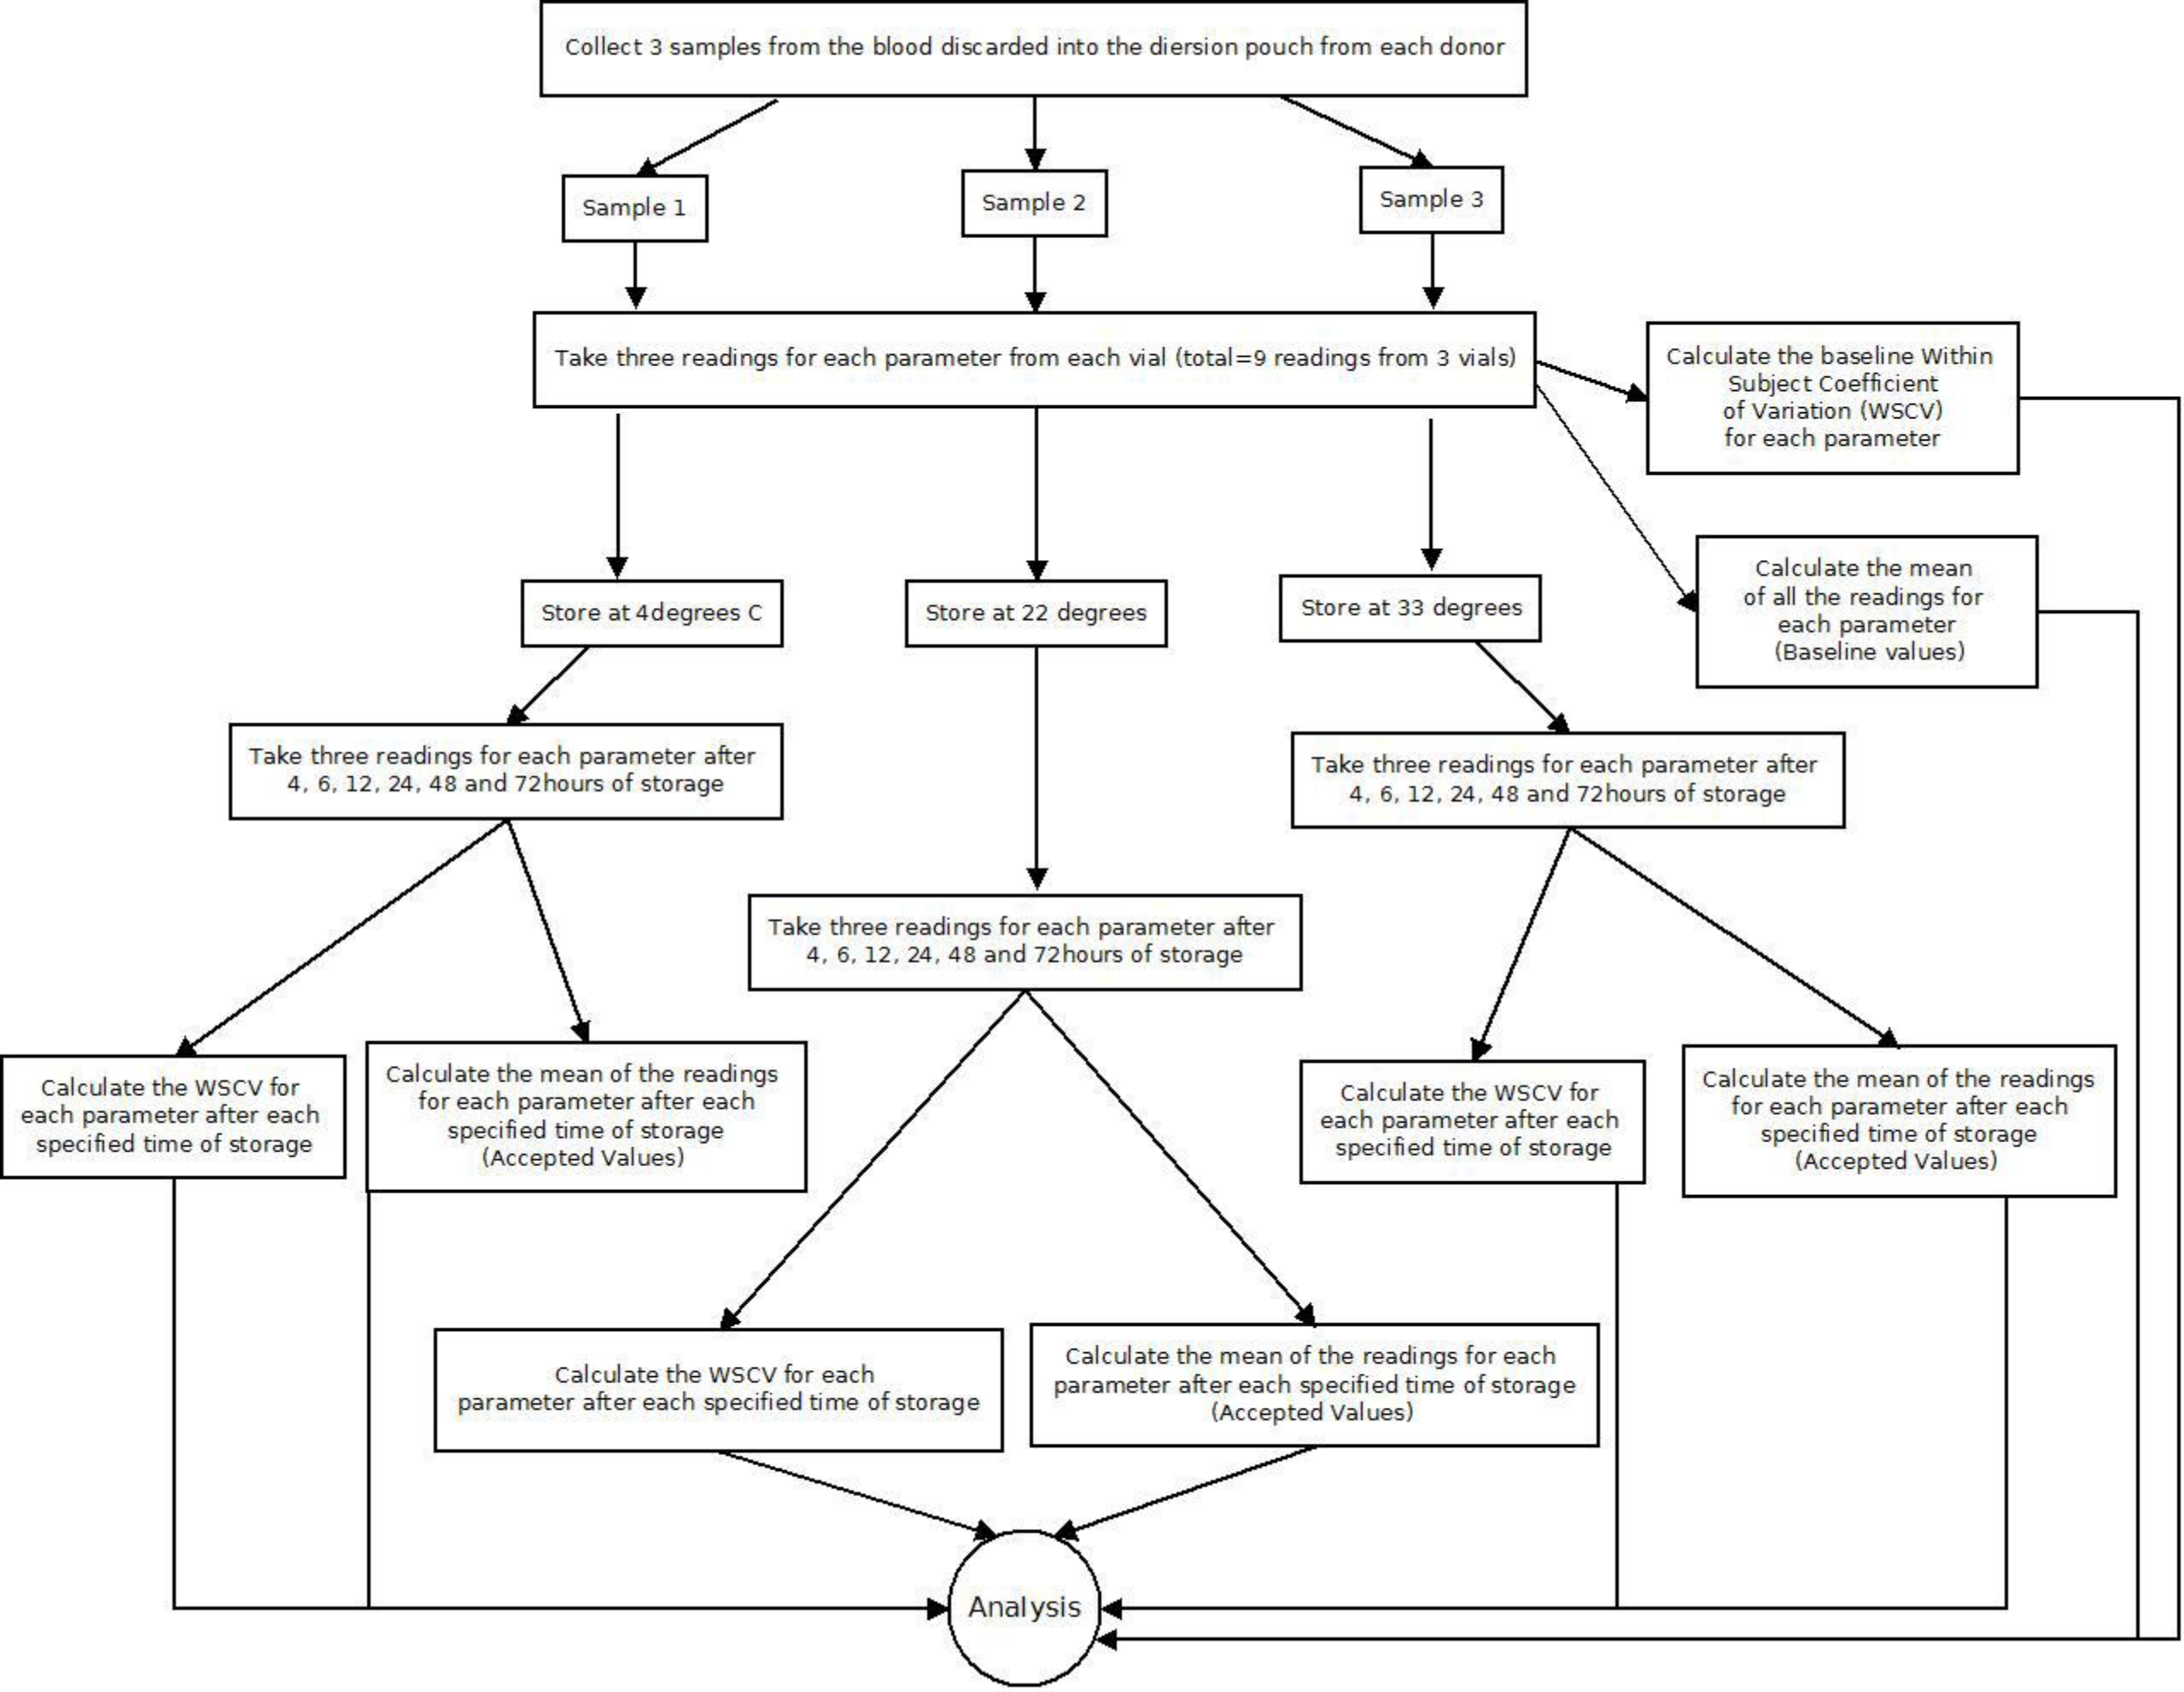 Collect 3 samples from the blood discarded into the diersion pouch from each donor
Sample 1
Sample 2
Sample 3
Take three readings for each parameter from each vial (total=9 readings from 3 vials)
Calculate the baseline Within
Subject Coefficient
of Variation (WSCV)
for each parameter
Calculate the mean
of all the readings for
each parameter
(Baseline values)
Store at 4degrees C
Store at 22 degrees
Store at 33 degrees
Take three readings for each parameter after
4, 6, 12, 24, 48 and 72hours of storage
Take three readings for each parameter after
4, 6, 12, 24, 48 and 72hours of storage
Take three readings for each parameter after
4, 6, 12, 24, 48 and 72hours of storage
Calculate the WSCV for
each parameter after each
specified time of storage
Calculate the mean of the readings
for each parameter after each
specified time of storage
(Accepted Values)
Calculate the WSCV for
each parameter after each
specified time of storage
Calculate the mean of the readings
for each parameter after each
specified time of storage
(Accepted Values)
Calculate the WSCV for each
parameter after each specified time of storage
Calculate the mean of the readings for each
parameter after each specified time of storage
(Accepted Values)
Analysis